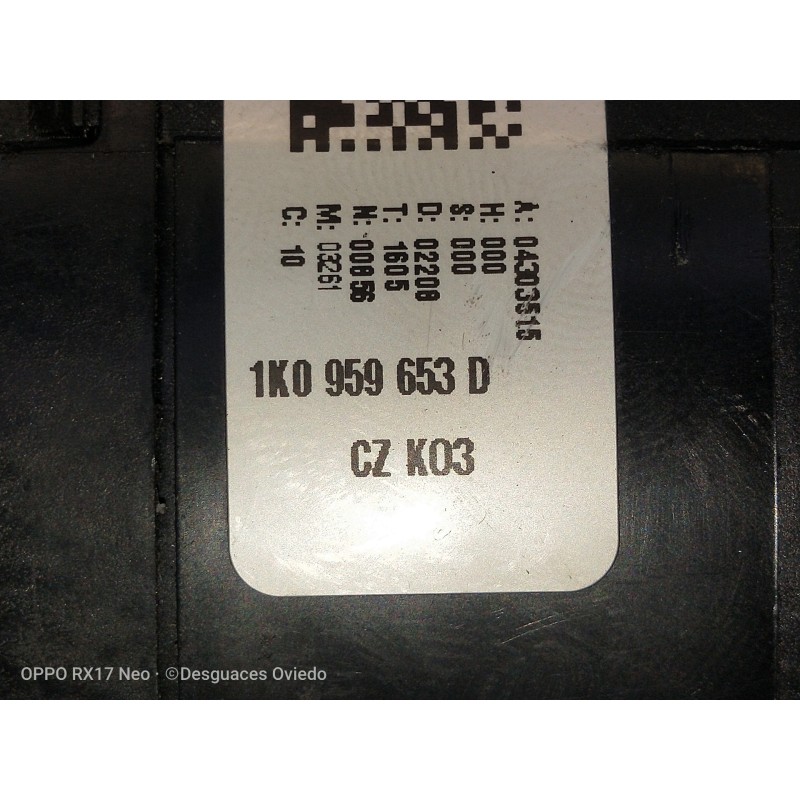 A: 04303515
H: 000
S: 000
D: 02208
T: 1605
N: 00856
M: 03261
C: 10
1K0 959 653 D
CZ K03
OPPO RX17 Neo · ©Desguaces Oviedo